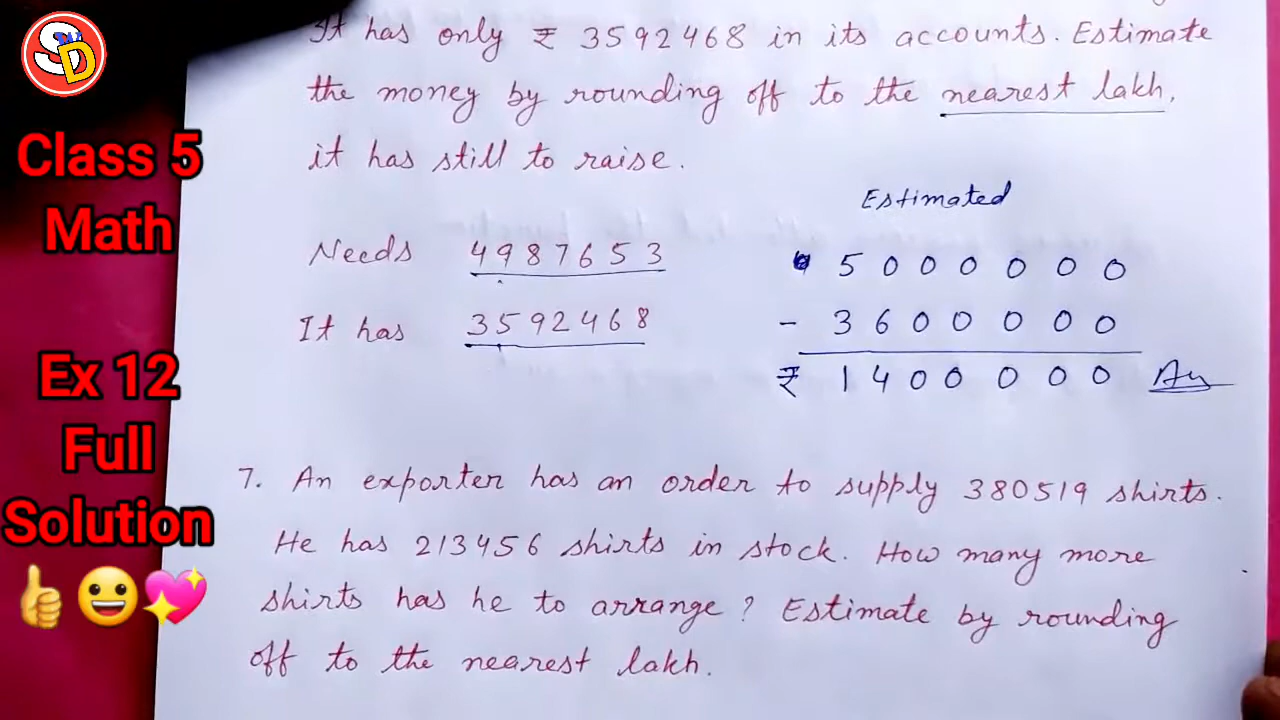 SD
Class 5
Math
Ex 12
Full
Solution
It has only ₹ 3592468 in its accounts. Estimate
the money by rounding off to the nearest lakh,
it has still to raise.
Estimated
Needs 4987653
5000000
It has 3592468
- 3600000
₹ 1400000 Ans
7. An exporter has an order to supply 380519 shirts.
He has 213456 shirts in stock. How many more
shirts has he to arrange? Estimate by rounding
off to the nearest lakh.